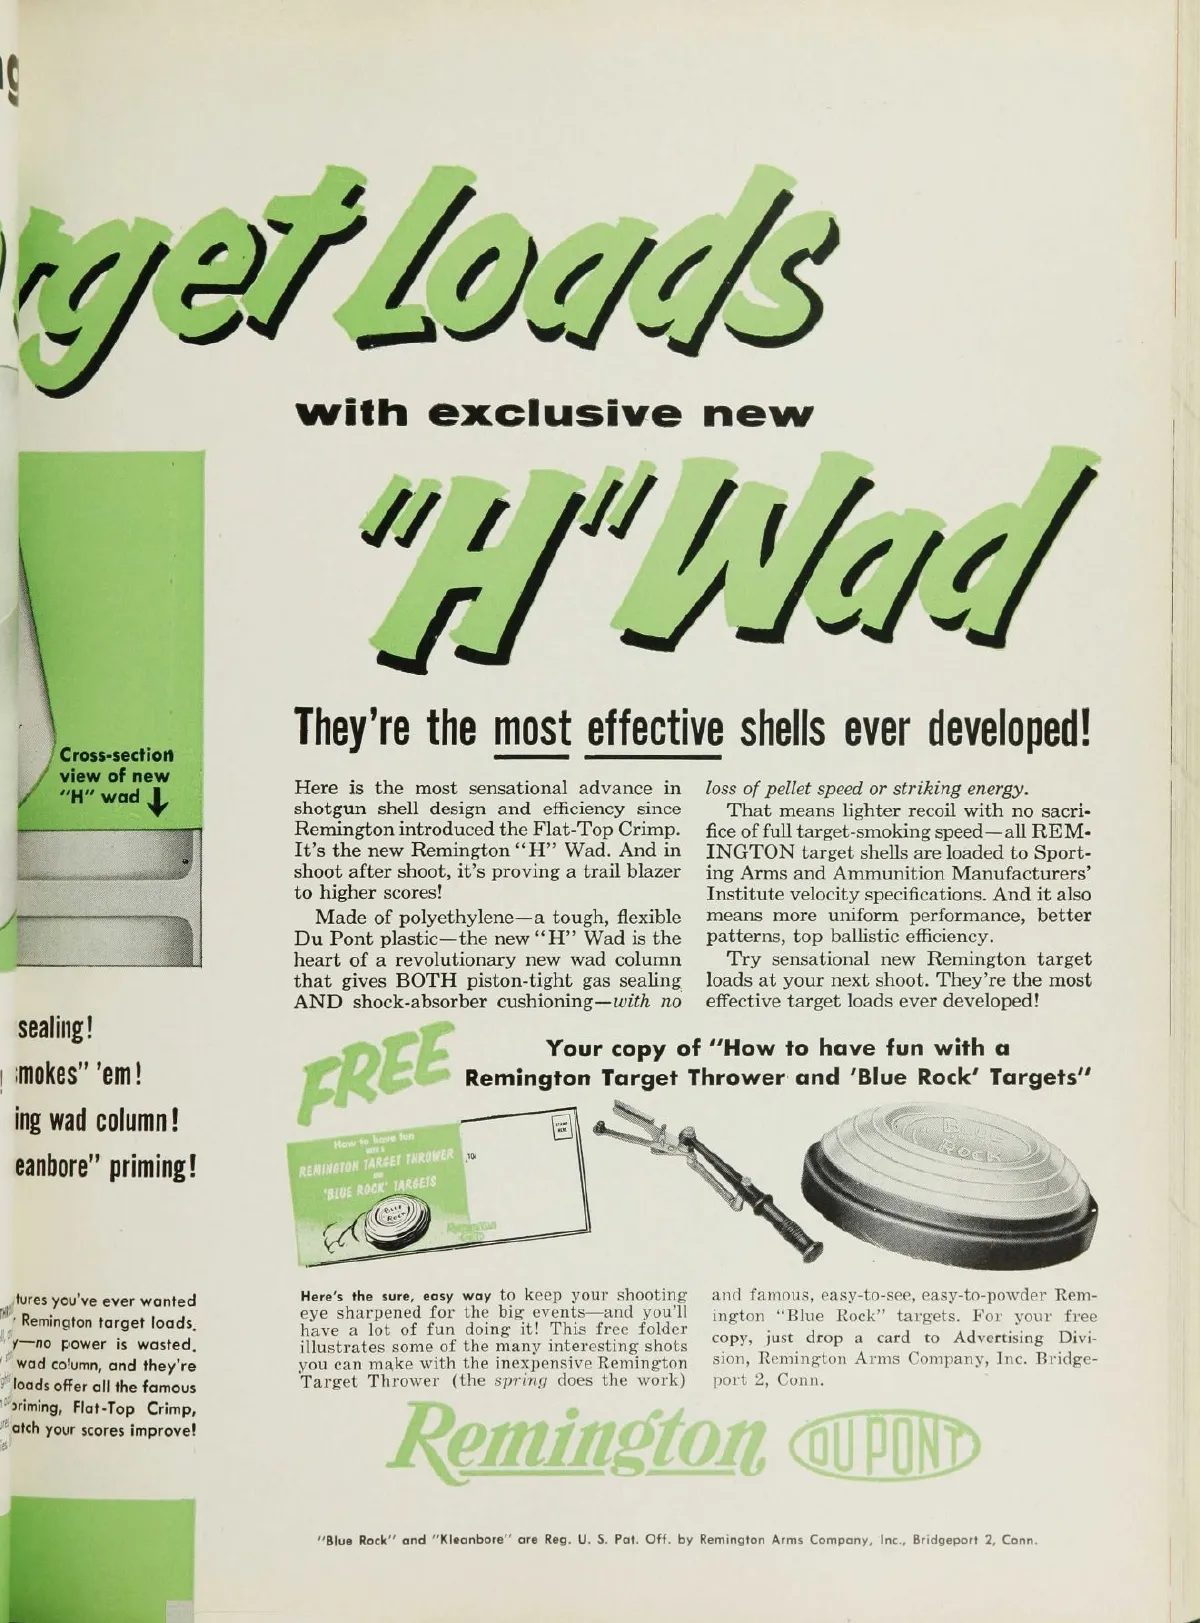 rget Loads
with exclusive new
"H" Wad
They're the most effective shells ever developed!
Cross-section
view of new
"H" wad
Here is the most sensational advance in
shotgun shell design and efficiency since
Remington introduced the Flat-Top Crimp.
It's the new Remington "H" Wad. And in
shoot after shoot, it's proving a trail blazer
to higher scores!
Made of polyethylene—a tough, flexible
Du Pont plastic—the new "H" Wad is the
heart of a revolutionary new wad column
that gives BOTH piston-tight gas sealing
AND shock-absorber cushioning—with no
loss of pellet speed or striking energy.
That means lighter recoil with no sacri-
fice of full target-smoking speed—all REM-
INGTON target shells are loaded to Sport-
ing Arms and Ammunition Manufacturers'
Institute velocity specifications. And it also
means more uniform performance, better
patterns, top ballistic efficiency.
Try sensational new Remington target
loads at your next shoot. They're the most
effective target loads ever developed!
sealing!
mokes" 'em!
ing wad column!
eanbore" priming!
tures you've ever wanted
Remington target loads.
y—no power is wasted.
wad column, and they're
loads offer all the famous
priming, Flat-Top Crimp,
atch your scores improve!
FREE
Your copy of "How to have fun with a
Remington Target Thrower and 'Blue Rock' Targets"
How to have fun
WITH A
REMINGTON TARGET THROWER
AND
'BLUE ROCK' TARGETS
BLUE
ROCK
Remington
STAMP
HERE
BLUE
ROCK
Here's the sure, easy way to keep your shooting
eye sharpened for the big events—and you'll
have a lot of fun doing it! This free folder
illustrates some of the many interesting shots
you can make with the inexpensive Remington
Target Thrower (the spring does the work)
and famous, easy-to-see, easy-to-powder Rem-
ington "Blue Rock" targets. For your free
copy, just drop a card to Advertising Divi-
sion, Remington Arms Company, Inc. Bridge-
port 2, Conn.
Remington DU PONT
"Blue Rock" and "Kleanbore" are Reg. U. S. Pat. Off. by Remington Arms Company, Inc., Bridgeport 2, Conn.